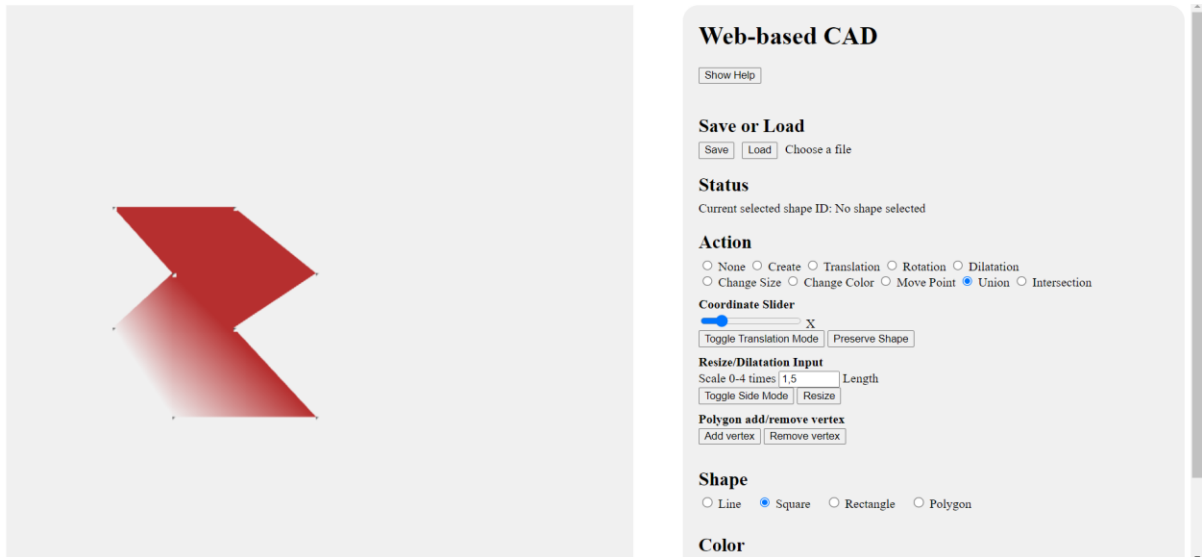 Web-based CAD
Show Help
Save or Load
Save Load Choose a file
Status
Current selected shape ID: No shape selected
Action
None Create Translation Rotation Dilatation
Change Size Change Color Move Point Union Intersection
Coordinate Slider
X
Toggle Translation Mode Preserve Shape
Resize/Dilatation Input
Scale 0-4 times 1,5 Length
Toggle Side Mode Resize
Polygon add/remove vertex
Add vertex Remove vertex
Shape
Line Square Rectangle Polygon
Color